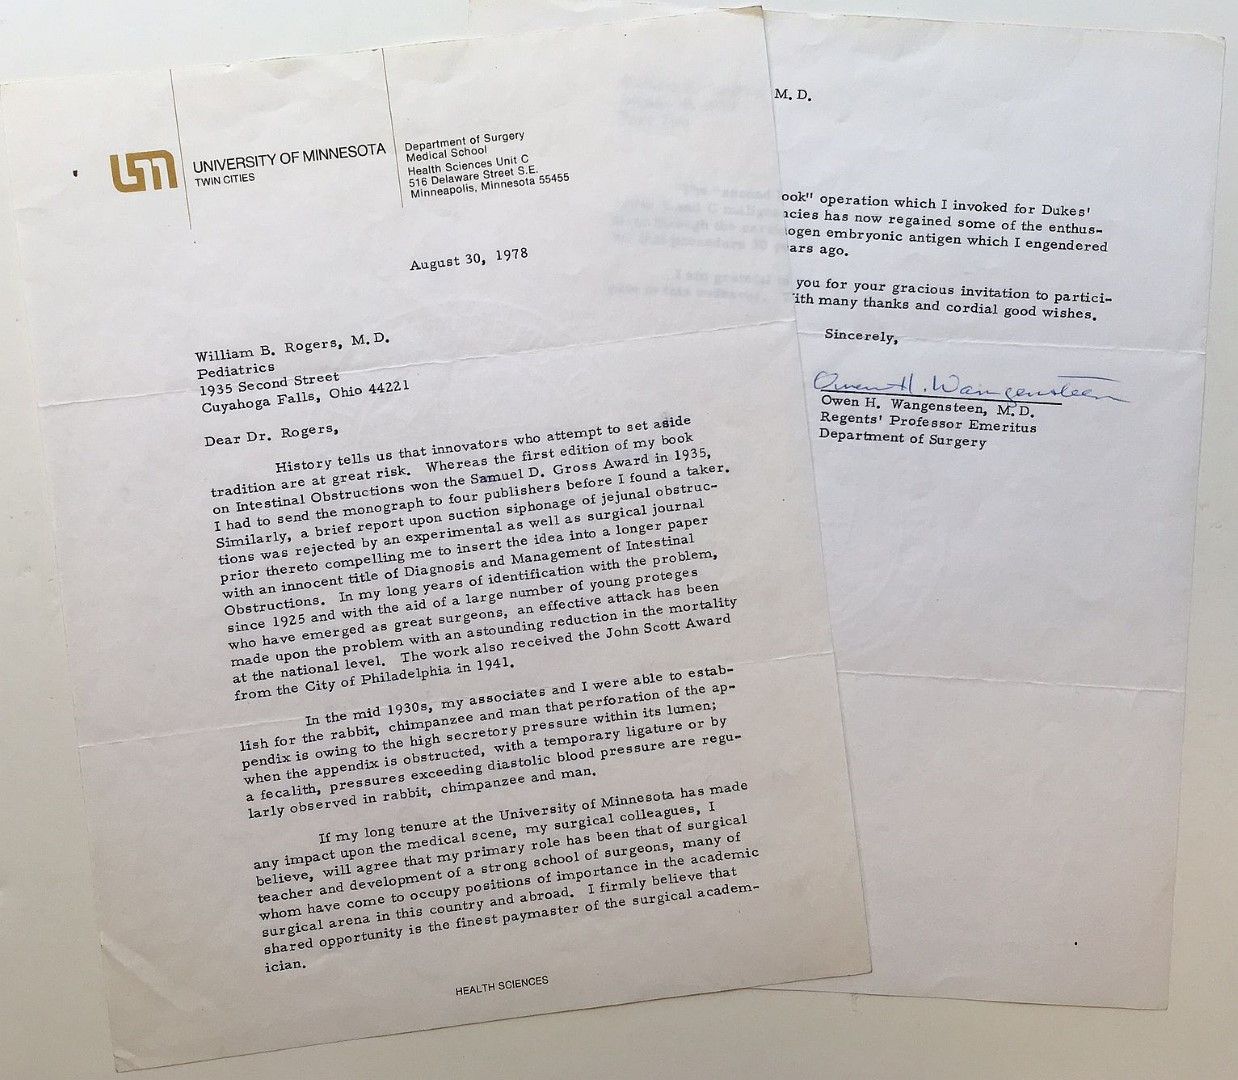 UNIVERSITY OF MINNESOTA
TWIN CITIES
Department of Surgery
Medical School
Health Sciences Unit C
516 Delaware Street S.E.
Minneapolis, Minnesota 55455
August 30, 1978
William B. Rogers, M.D.
Pediatrics
1935 Second Street
Cuyahoga Falls, Ohio 44221
Dear Dr. Rogers,
History tells us that innovators who attempt to set aside
tradition are at great risk. Whereas the first edition of my book
on Intestinal Obstructions won the Samuel D. Gross Award in 1935,
I had to send the monograph to four publishers before I found a taker.
Similarly, a brief report upon suction siphonage of jejunal obstruc-
tions was rejected by an experimental as well as surgical journal
prior thereto compelling me to insert the idea into a longer paper
with an innocent title of Diagnosis and Management of Intestinal
Obstructions. In my long years of identification with the problem,
since 1925 and with the aid of a large number of young proteges
who have emerged as great surgeons, an effective attack has been
made upon the problem with an astounding reduction in the mortality
at the national level. The work also received the John Scott Award
from the City of Philadelphia in 1941.
In the mid 1930s, my associates and I were able to estab-
lish for the rabbit, chimpanzee and man that perforation of the ap-
pendix is owing to the high secretory pressure within its lumen;
when the appendix is obstructed, with a temporary ligature or by
a fecalith, pressures exceeding diastolic blood pressure are regu-
larly observed in rabbit, chimpanzee and man.
If my long tenure at the University of Minnesota has made
any impact upon the medical scene, my surgical colleagues, I
believe, will agree that my primary role has been that of surgical
teacher and development of a strong school of surgeons, many of
whom have come to occupy positions of importance in the academic
surgical arena in this country and abroad. I firmly believe that
shared opportunity is the finest paymaster of the surgical academ-
ician.
HEALTH SCIENCES
M. D.
ook" operation which I invoked for Dukes'
cies has now regained some of the enthus-
ogen embryonic antigen which I engendered
ars ago.
you for your gracious invitation to partici-
ith many thanks and cordial good wishes.
Sincerely,
Owen H. Wangensteen
Owen H. Wangensteen, M.D.
Regents' Professor Emeritus
Department of Surgery